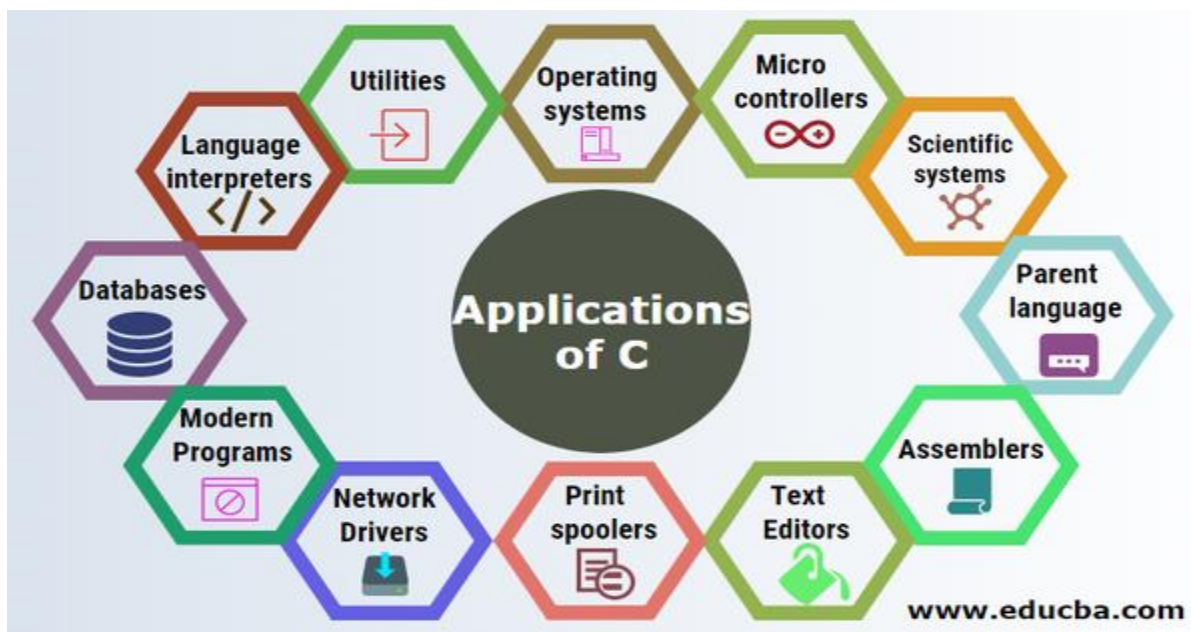 Applications
of C
Utilities
Operating
systems
Micro
controllers
Scientific
systems
Parent
language
Assemblers
Text
Editors
Print
spoolers
Network
Drivers
Modern
Programs
Databases
Language
interpreters
www.educba.com